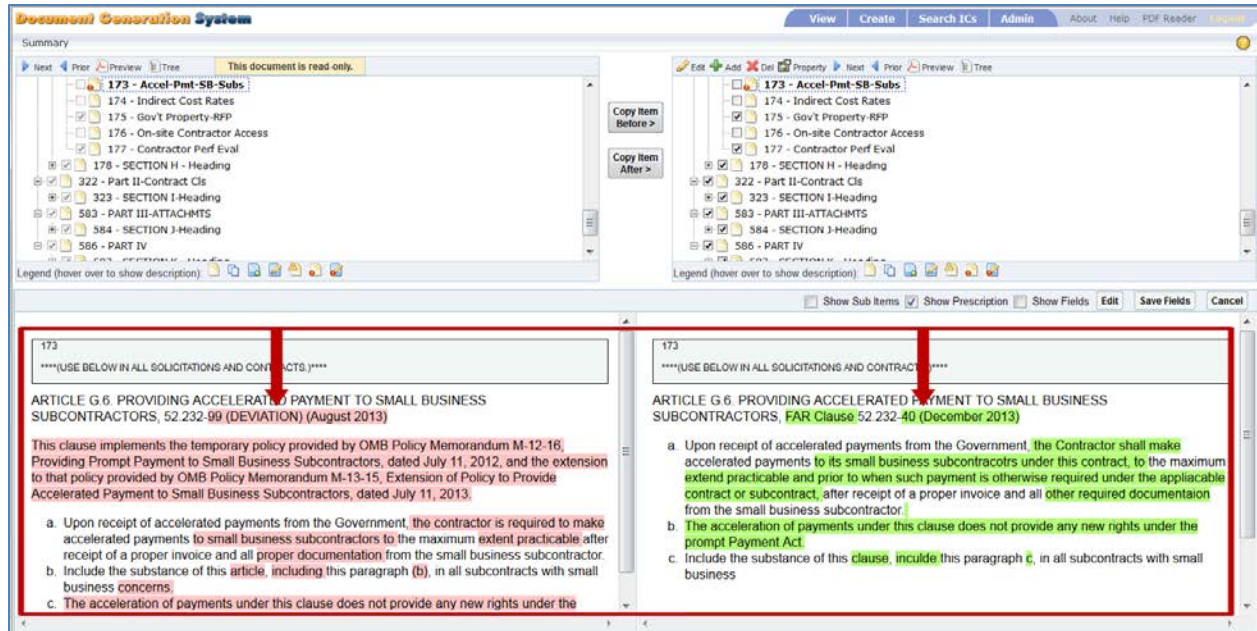 Document Generation System
View Create Search ICs Admin About Help PDF Reader Logout
Summary
Next Prior Preview Tree This document is read-only.
173 - Accel-Pmt-SB-Subs
174 - Indirect Cost Rates
175 - Gov't Property-RFP
176 - On-site Contractor Access
177 - Contractor Perf Eval
178 - SECTION H - Heading
322 - Part II-Contract Cls
323 - SECTION I-Heading
583 - PART III-ATTACHMTS
584 - SECTION J-Heading
586 - PART IV
Legend (hover over to show description):
Copy Item
Before >
Copy Item
After >
Edit Add Del Property Next Prior Preview Tree
173 - Accel-Pmt-SB-Subs
174 - Indirect Cost Rates
175 - Gov't Property-RFP
176 - On-site Contractor Access
177 - Contractor Perf Eval
178 - SECTION H - Heading
322 - Part II-Contract Cls
323 - SECTION I-Heading
583 - PART III-ATTACHMTS
584 - SECTION J-Heading
586 - PART IV
Legend (hover over to show description):
Show Sub Items Show Prescription Show Fields Edit Save Fields Cancel
173
****(USE BELOW IN ALL SOLICITATIONS AND CONTRACTS.)****
ARTICLE G.6. PROVIDING ACCELERATED PAYMENT TO SMALL BUSINESS
SUBCONTRACTORS, 52.232-99 (DEVIATION) (August 2013)
This clause implements the temporary policy provided by OMB Policy Memorandum M-12-16,
Providing Prompt Payment to Small Business Subcontractors, dated July 11, 2012, and the extension
to that policy provided by OMB Policy Memorandum M-13-15, Extension of Policy to Provide
Accelerated Payment to Small Business Subcontractors, dated July 11, 2013.
a. Upon receipt of accelerated payments from the Government, the contractor is required to make
accelerated payments to small business subcontractors to the maximum extent practicable after
receipt of a proper invoice and all proper documentation from the small business subcontractor.
b. Include the substance of this article, including this paragraph (b), in all subcontracts with small
business concerns.
c. The acceleration of payments under this clause does not provide any new rights under the
173
****(USE BELOW IN ALL SOLICITATIONS AND CONTRACTS.)****
ARTICLE G.6. PROVIDING ACCELERATED PAYMENT TO SMALL BUSINESS
SUBCONTRACTORS, FAR Clause 52.232-40 (December 2013)
a. Upon receipt of accelerated payments from the Government, the Contractor shall make
accelerated payments to its small business subcontracotrs under this contract, to the maximum
extend practicable and prior to when such payment is otherwise required under the appliacable
contract or subcontract, after receipt of a proper invoice and all other required documentaion
from the small business subcontractor.
b. The acceleration of payments under this clause does not provide any new rights under the
prompt Payment Act.
c. Include the substance of this clause, inculde this paragraph c, in all subcontracts with small
business